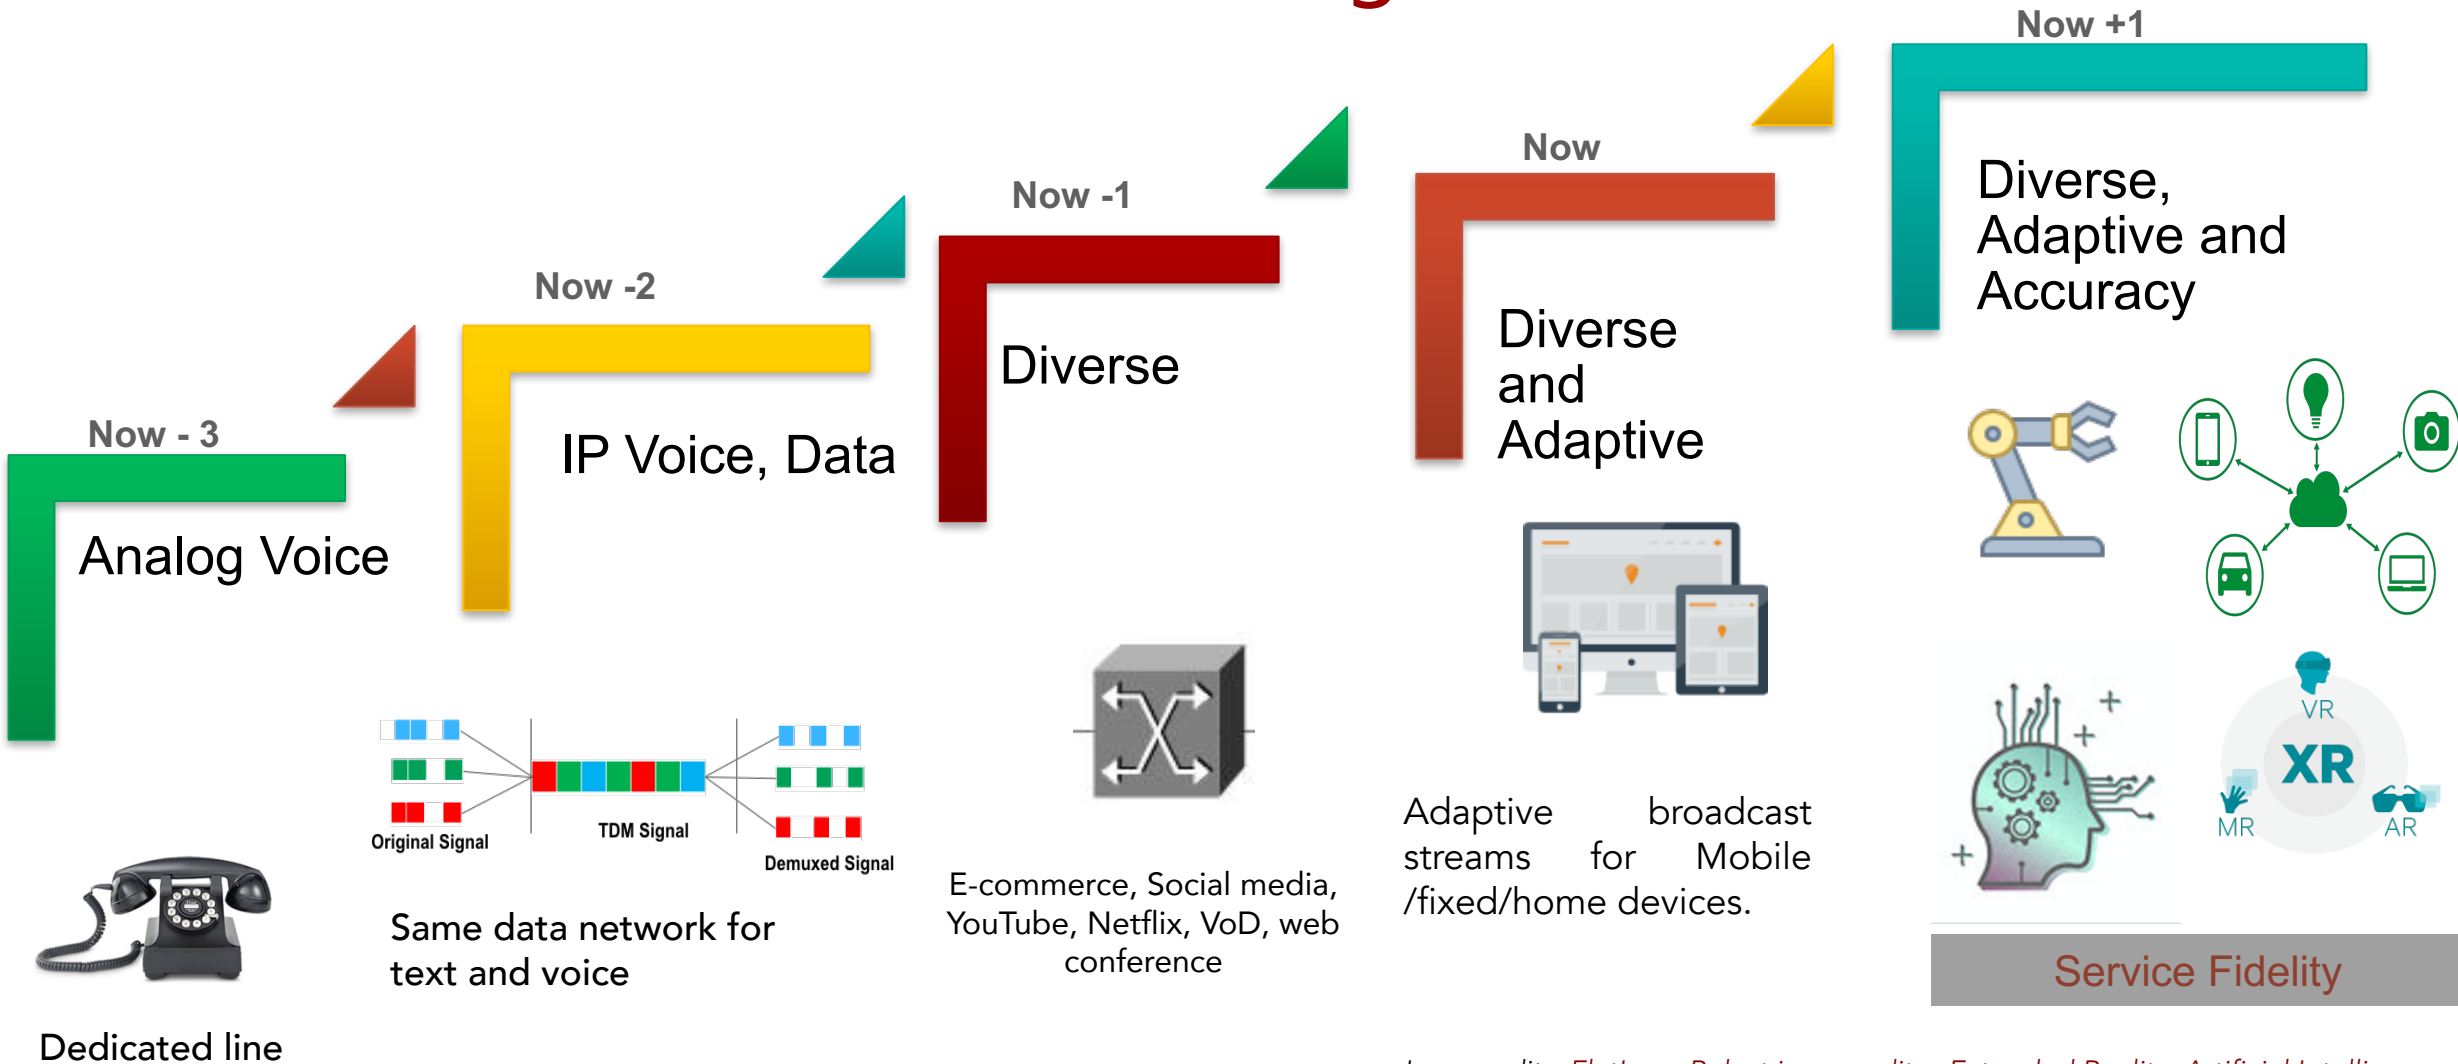 Now - 3
Analog Voice
Dedicated line
Now -2
IP Voice, Data
Original Signal
TDM Signal
Demuxed Signal
Same data network for
text and voice
Now -1
Diverse
E-commerce, Social media,
YouTube, Netflix, VoD, web
conference
Now
Diverse
and
Adaptive
Adaptive broadcast
streams for Mobile
/fixed/home devices.
Now +1
Diverse,
Adaptive and
Accuracy
VR
XR
MR
AR
Service Fidelity